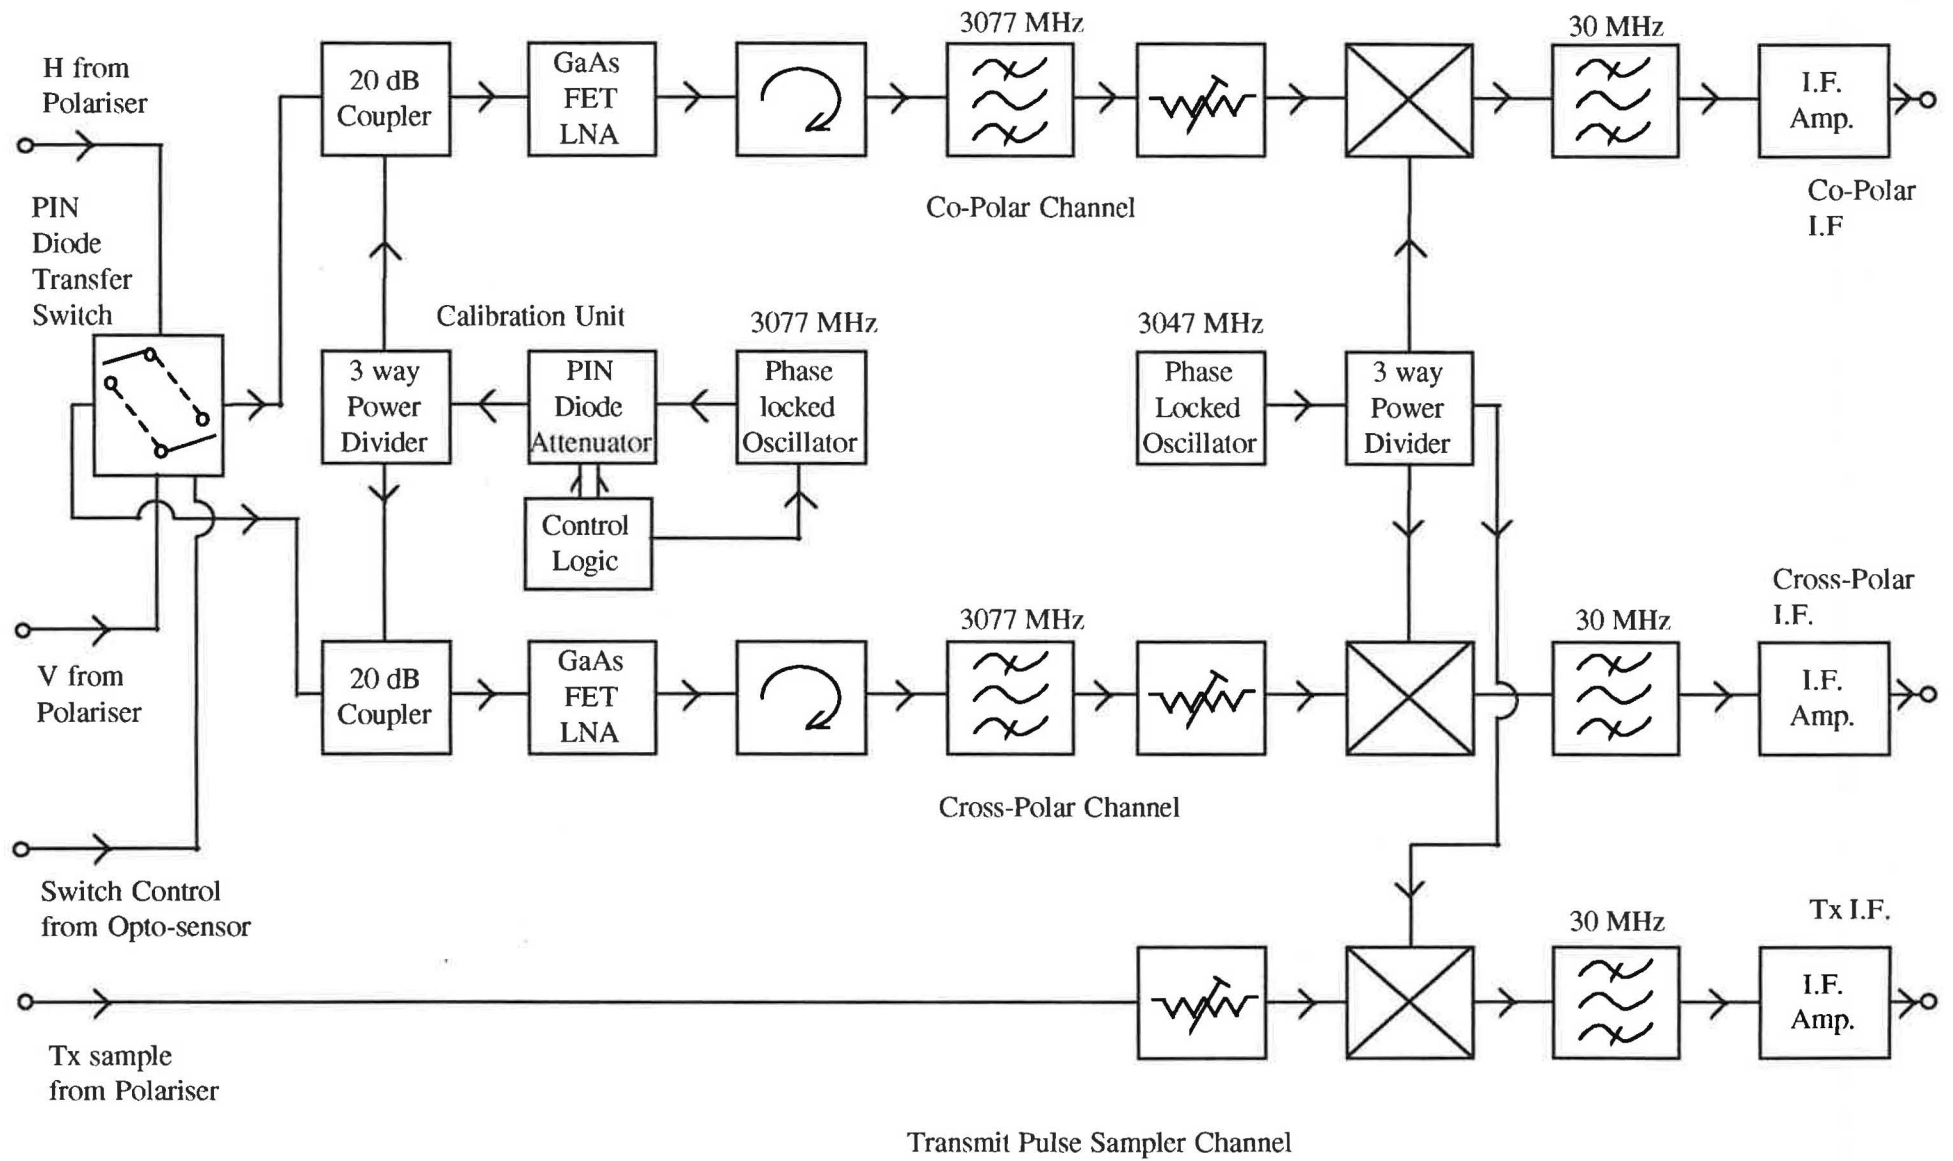 3077 MHz
30 MHz
H from
Polariser
20 dB
Coupler
GaAs
FET
LNA
I.F.
Amp.
Co-Polar Channel
Co-Polar
I.F
PIN
Diode
Transfer
Switch
Calibration Unit
3077 MHz
3047 MHz
3 way
Power
Divider
PIN
Diode
Attenuator
Phase
locked
Oscillator
Phase
Locked
Oscillator
3 way
Power
Divider
Control
Logic
Cross-Polar
I.F.
3077 MHz
30 MHz
V from
Polariser
20 dB
Coupler
GaAs
FET
LNA
I.F.
Amp.
Cross-Polar Channel
Switch Control
from Opto-sensor
30 MHz
Tx I.F.
I.F.
Amp.
Tx sample
from Polariser
Transmit Pulse Sampler Channel